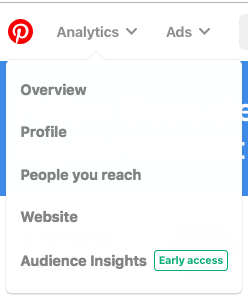 Analytics Ads
Overview
Profile
People you reach
Website
Audience Insights Early access